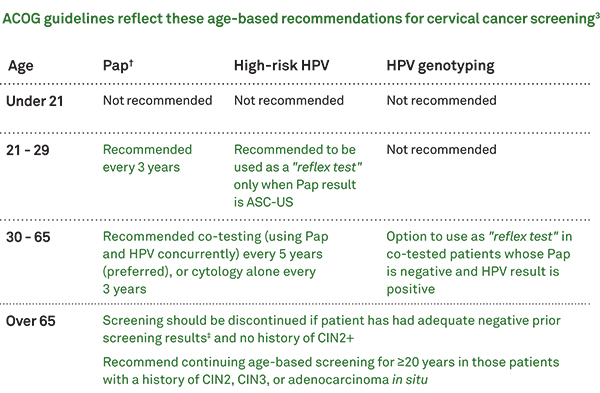 ACOG guidelines reflect these age-based recommendations for cervical cancer screening³
Age Pap† High-risk HPV HPV genotyping
Under 21 Not recommended Not recommended Not recommended
21 - 29
Recommended
every 3 years
Recommended to be
used as a "reflex test"
only when Pap result
is ASC-US
Not recommended
30 - 65
Recommended co-testing (using Pap
and HPV concurrently) every 5 years
(preferred), or cytology alone every
3 years
Option to use as "reflex test" in
co-tested patients whose Pap
is negative and HPV result is
positive
Over 65
Screening should be discontinued if patient has had adequate negative prior
screening results‡ and no history of CIN2+
Recommend continuing age-based screening for ≥20 years in those patients
with a history of CIN2, CIN3, or adenocarcinoma in situ